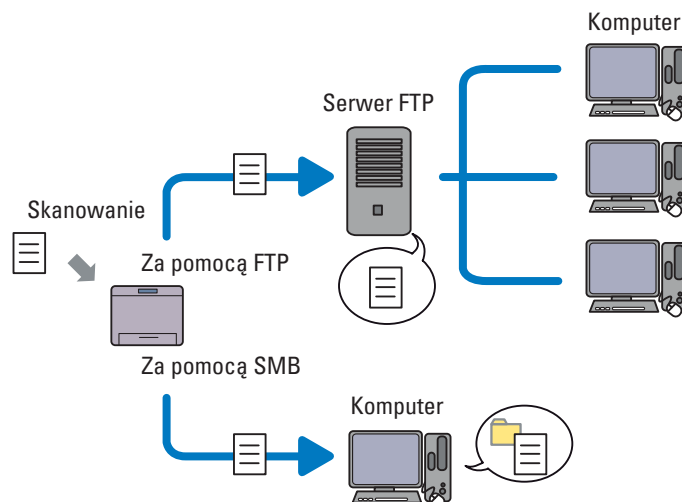 Komputer
Serwer FTP
Skanowanie
Za pomocą FTP
Za pomocą SMB
Komputer